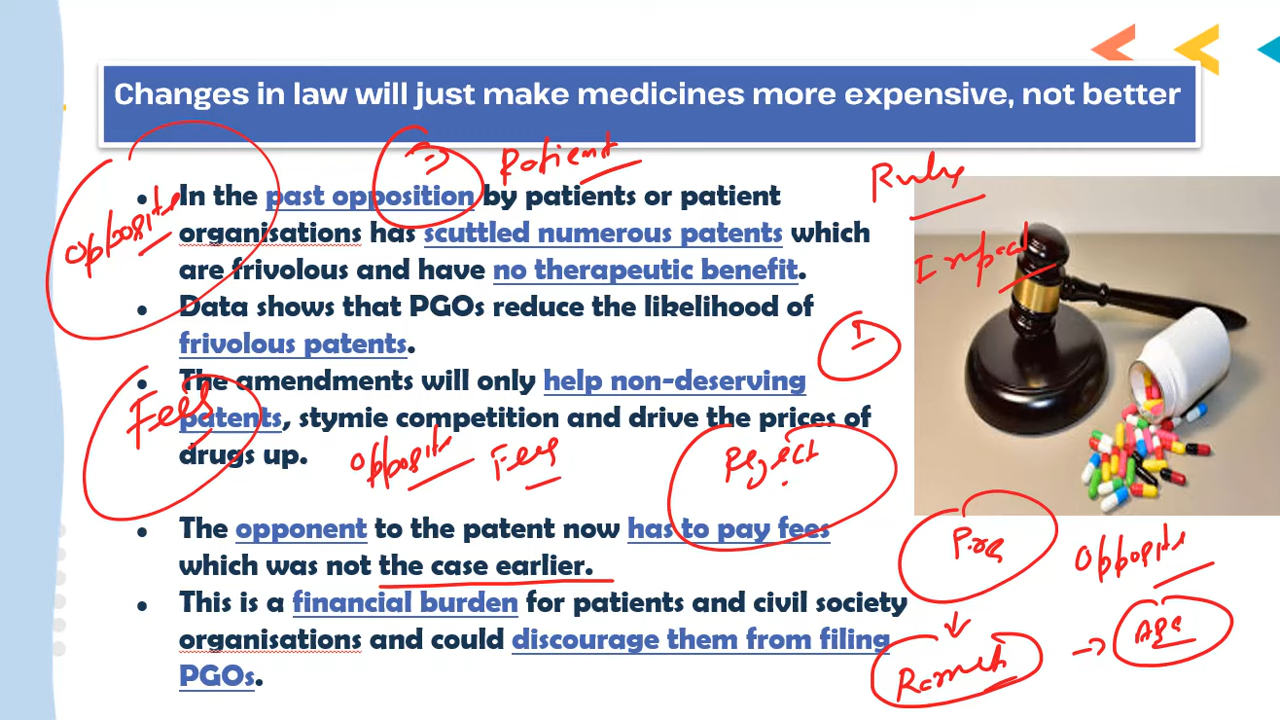 Changes in law will just make medicines more expensive, not better
Patient
Rules
• In the past opposition by patients or patient
organisations has scuttled numerous patents which
are frivolous and have no therapeutic benefit.
Opposite
Impact
• Data shows that PGOs reduce the likelihood of
frivolous patents.
• The amendments will only help non-deserving
patents, stymie competition and drive the prices of
drugs up.
Fees
Opposite Fees
Reject
• The opponent to the patent now has to pay fees
which was not the case earlier.
Pre
Opposite
• This is a financial burden for patients and civil society
organisations and could discourage them from filing
PGOs.
Ramesh